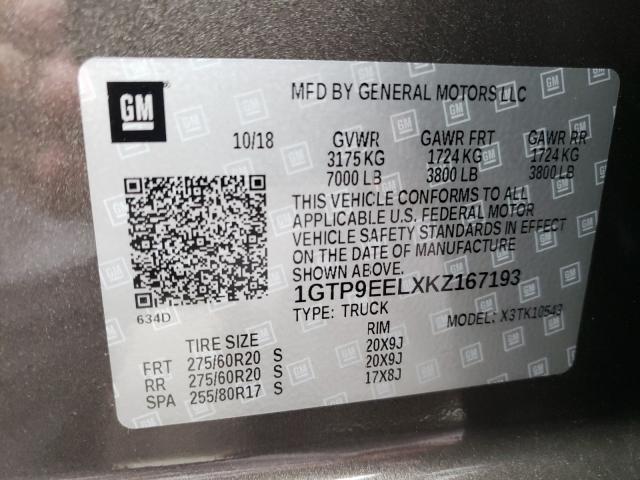 GM
MFD BY GENERAL MOTORS LLC
10/18 GVWR GAWR FRT GAWR RR
3175 KG 1724 KG 1724 KG
7000 LB 3800 LB 3800 LB
THIS VEHICLE CONFORMS TO ALL
APPLICABLE U.S. FEDERAL MOTOR
VEHICLE SAFETY STANDARDS IN EFFECT
ON THE DATE OF MANUFACTURE
SHOWN ABOVE.
1GTP9EELXKZ167193
TYPE: TRUCK MODEL: X3TK10543
634D
TIRE SIZE RIM
FRT 275/60R20 S 20X9J
RR 275/60R20 S 20X9J
SPA 255/80R17 S 17X8J